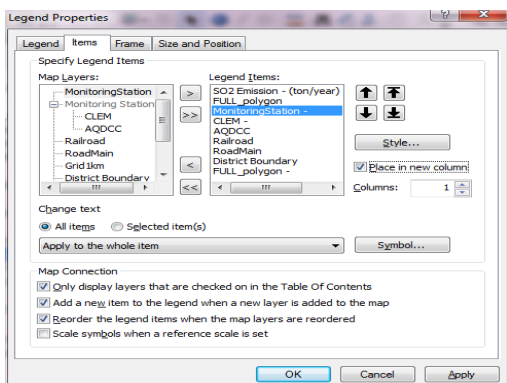 Legend Properties
Legend Items Frame Size and Position
Specify Legend Items
Map Layers:
MonitoringStation
Monitoring Station
CLEM
AQDCC
Railroad
RoadMain
Grid1km
District Boundary
>
>>
<
<<
Legend Items:
SO2 Emission - (ton/year)
FULL_polygon
MonitoringStation -
CLEM -
AQDCC
Railroad
RoadMain
District Boundary
FULL_polygon -
Style...
Place in new column
Columns: 1
Change text
All items Selected item(s)
Apply to the whole item Symbol...
Map Connection
Only display layers that are checked on in the Table Of Contents
Add a new item to the legend when a new layer is added to the map
Reorder the legend items when the map layers are reordered
Scale symbols when a reference scale is set
OK Cancel Apply